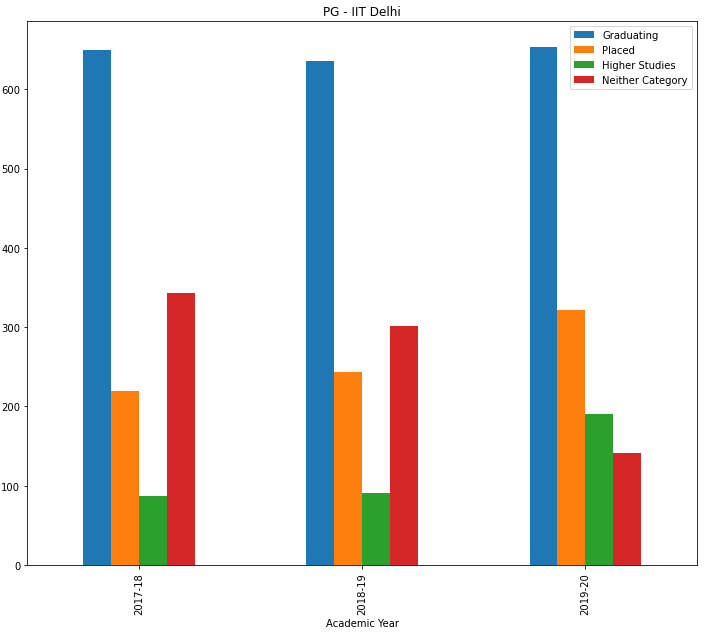 PG - IIT Delhi
Graduating
Placed
Higher Studies
Neither Category
600
500
400
300
200
100
0
2017-18
2018-19
2019-20
Academic Year